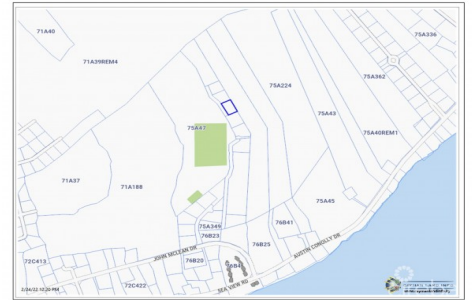 71A40
75A336
71A39REM4
75A362
75A224
75A43
75A47
75A40REM1
71A37
71A188
75A45
76B41
75A349
76B23
JOHN MCLEAN DR
AUSTIN CONOLLY DR
76B25
72C413
76B20
76B46
72C422
SEA VIEW RD
2/24/22, 10:20 PM